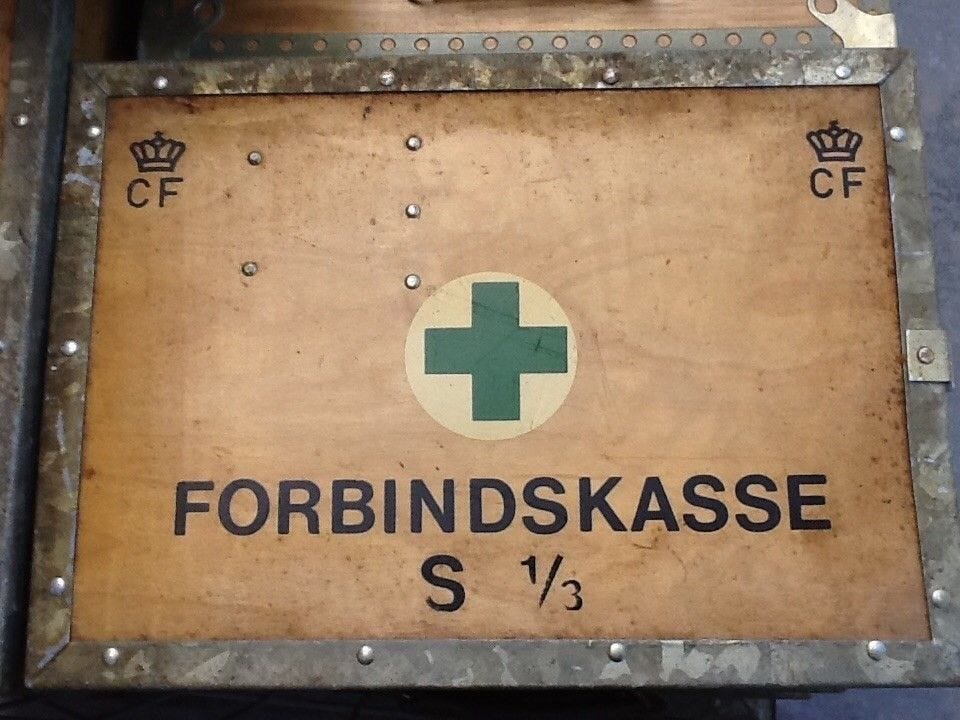 CF
CF
FORBINDSKASSE
S 1/3